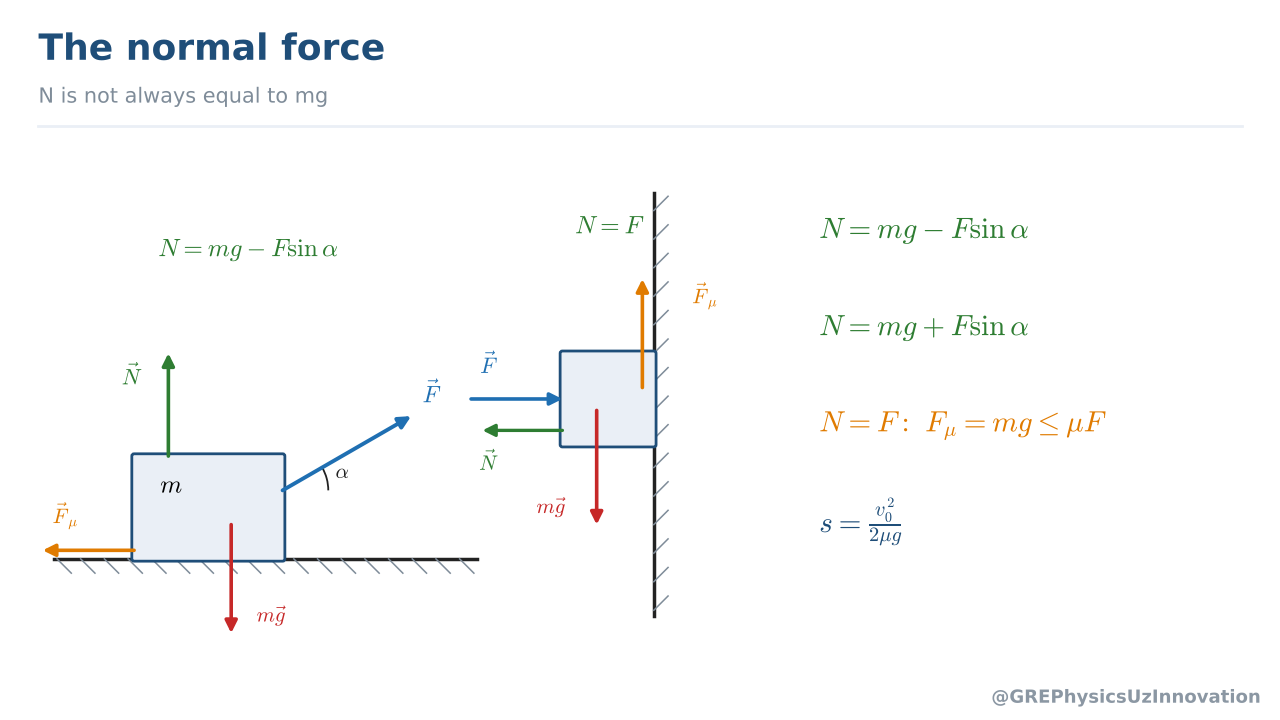 The normal force
N is not always equal to mg
N = mg − F sin α
N = F
N⃗
F⃗
α
m
F⃗_μ
mg⃗
F⃗
N⃗
mg⃗
F⃗_μ
N = mg − F sin α
N = mg + F sin α
N = F: F_μ = mg ≤ μF
s = v₀²/2μg
@GREPhysicsUzInnovation